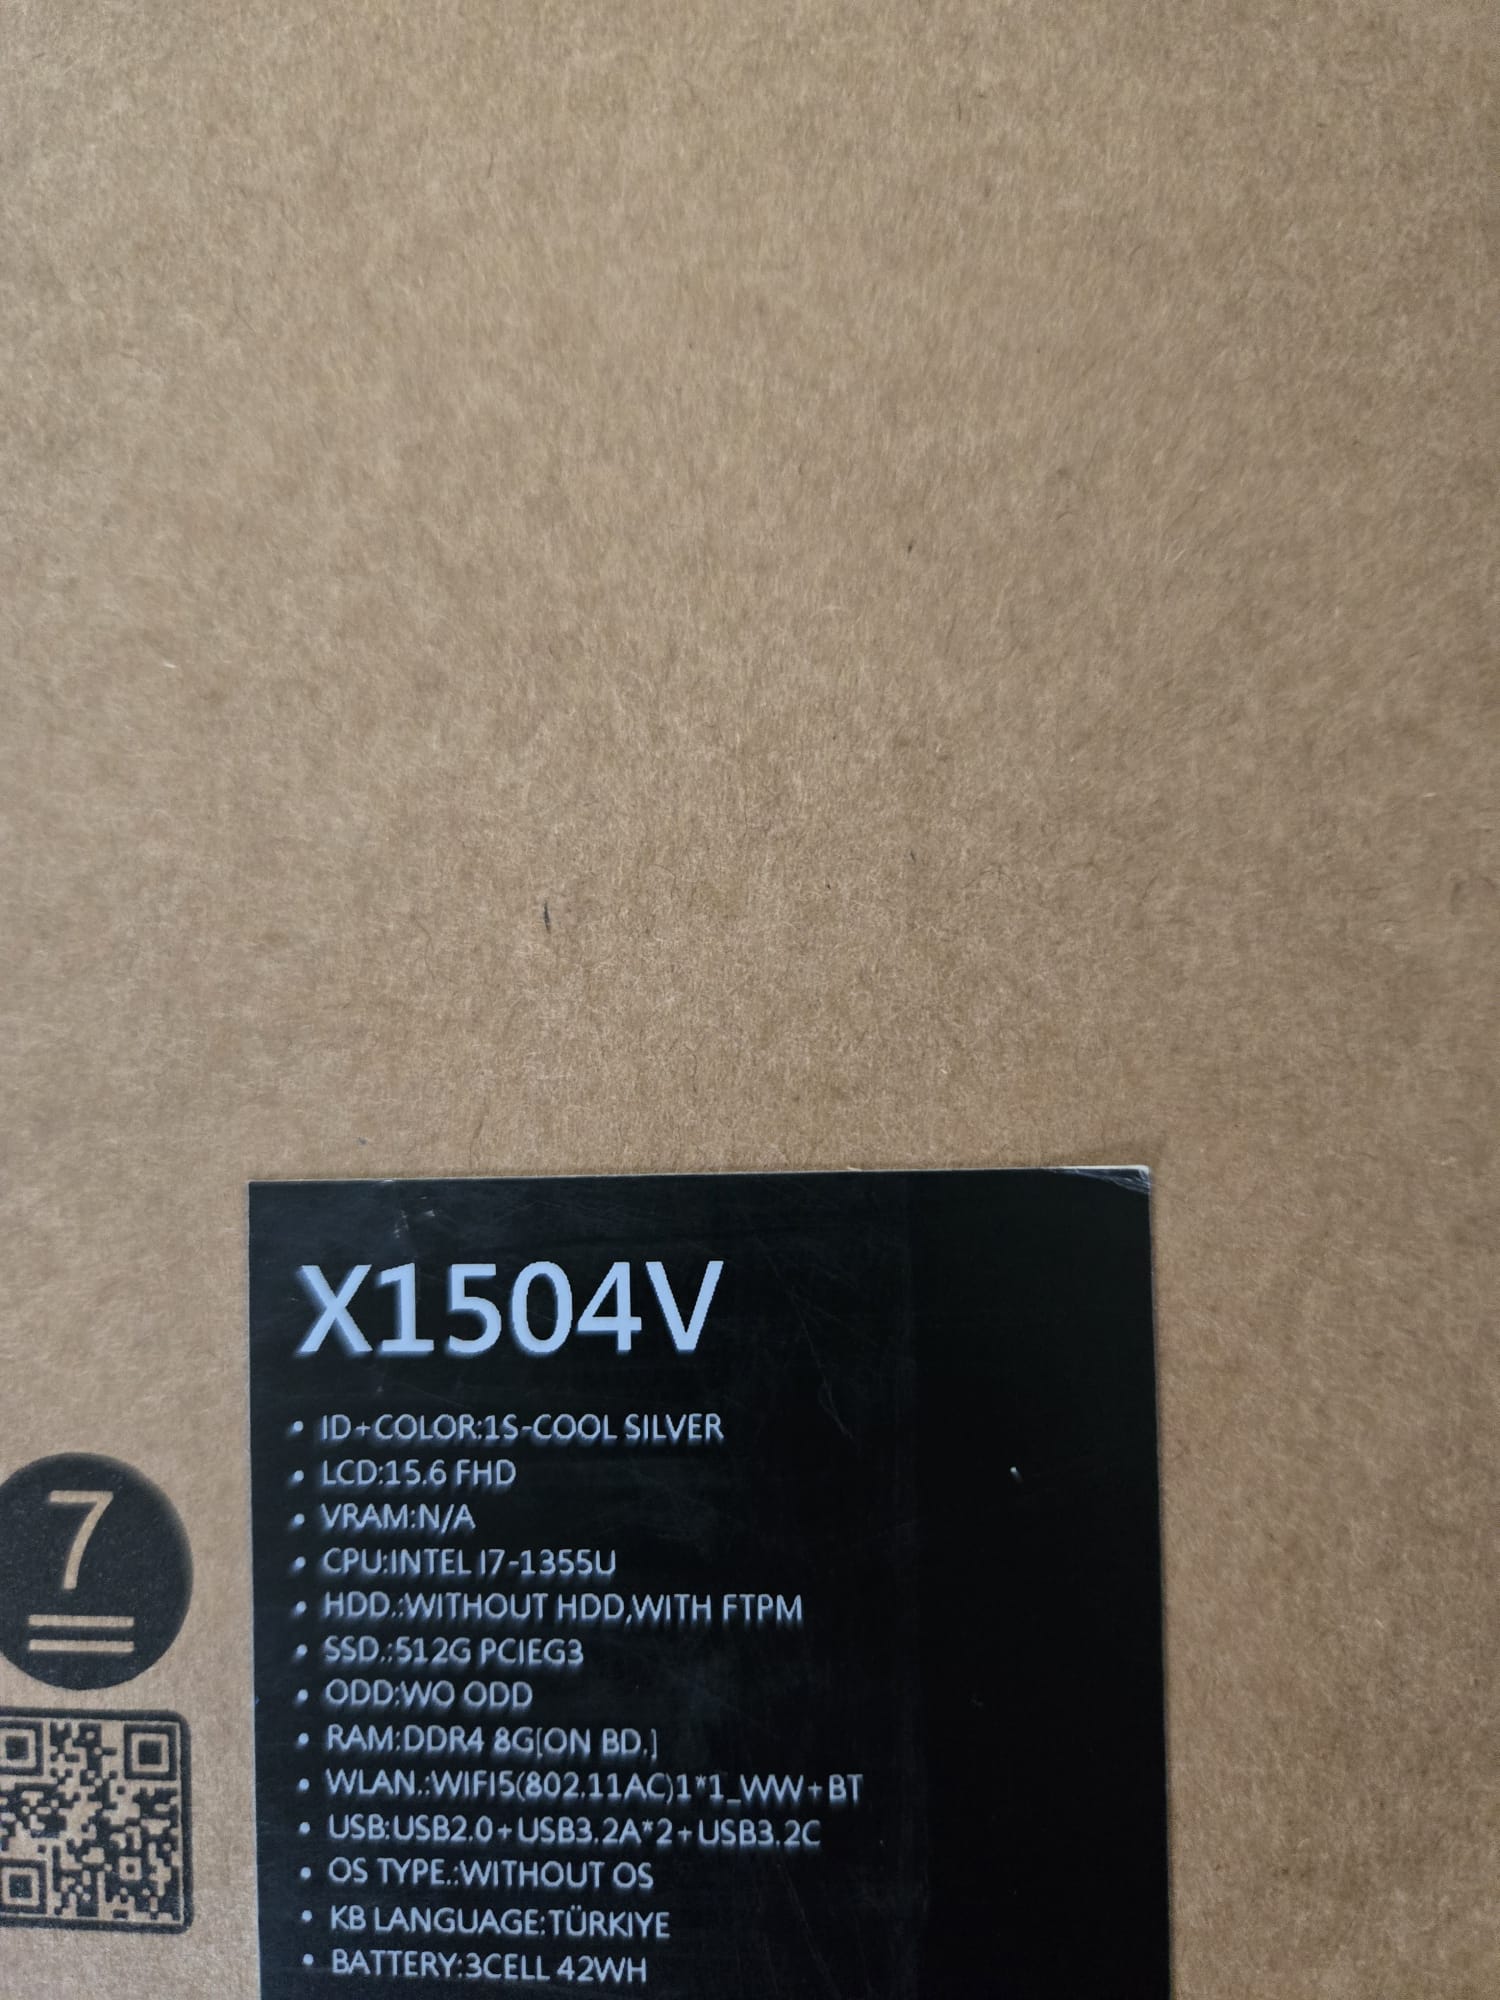 X1504V
• ID+COLOR:1S-COOL SILVER
• LCD:15.6 FHD
• VRAM:N/A
• CPU:INTEL I7-1355U
• HDD.:WITHOUT HDD,WITH FTPM
• SSD.:512G PCIEG3
• ODD:WO ODD
• RAM:DDR4 8G[ON BD.]
• WLAN.:WIFI5(802.11AC)1*1_WW+BT
• USB:USB2.0+USB3.2A*2+USB3.2C
• OS TYPE.:WITHOUT OS
• KB LANGUAGE:TÜRKIYE
• BATTERY:3CELL 42WH
7